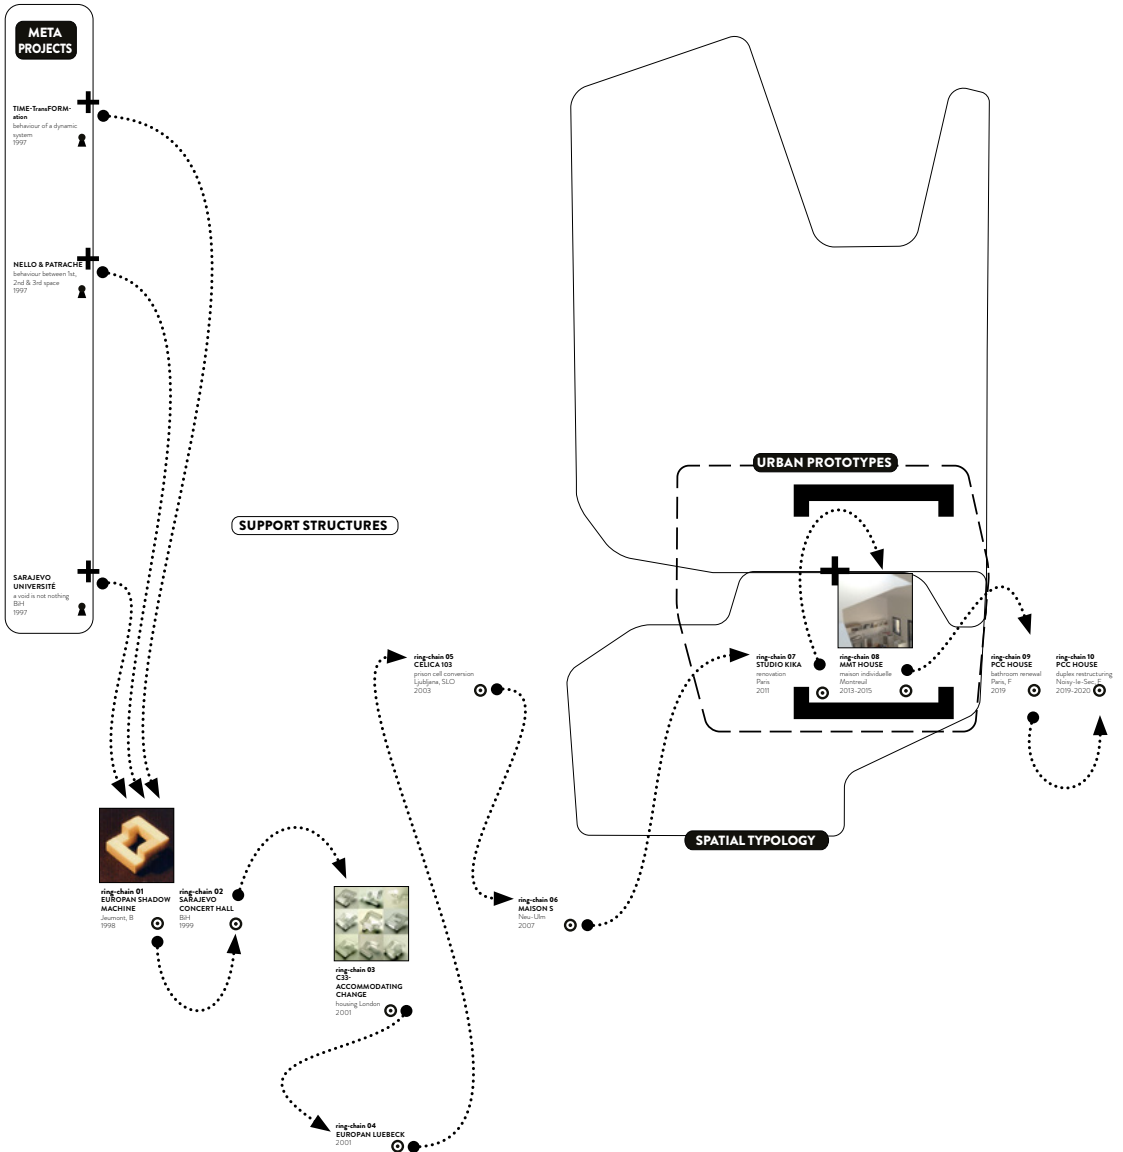 META
PROJECTS
TIME-TransFORM-
ation
behaviour of a dynamic
system
1997
NELLO & PATRACHE
behaviour between 1st,
2nd & 3rd space
1997
SARAJEVO
UNIVERSITÉ
a void is not nothing
BiH
1997
SUPPORT STRUCTURES
URBAN PROTOTYPES
SPATIAL TYPOLOGY
ring-chain 01
EUROPAN SHADOW
MACHINE
Jeumont, B
1998
ring-chain 02
SARAJEVO
CONCERT HALL
BiH
1999
ring-chain 03
C33-
ACCOMMODATING
CHANGE
housing London
2001
ring-chain 04
EUROPAN LUEBECK
2001
ring-chain 05
CELICA 103
prison cell conversion
Ljubljana, SLO
2003
ring-chain 06
MAISON S
Neu-Ulm
2007
ring-chain 07
STUDIO KIKA
renovation
Paris
2011
ring-chain 08
MMT HOUSE
maison individuelle
Montreuil
2013-2015
ring-chain 09
PCC HOUSE
bathroom renewal
Paris, F
2019
ring-chain 10
PCC HOUSE
duplex restructuring
Noisy-le-Sec, F
2019-2020